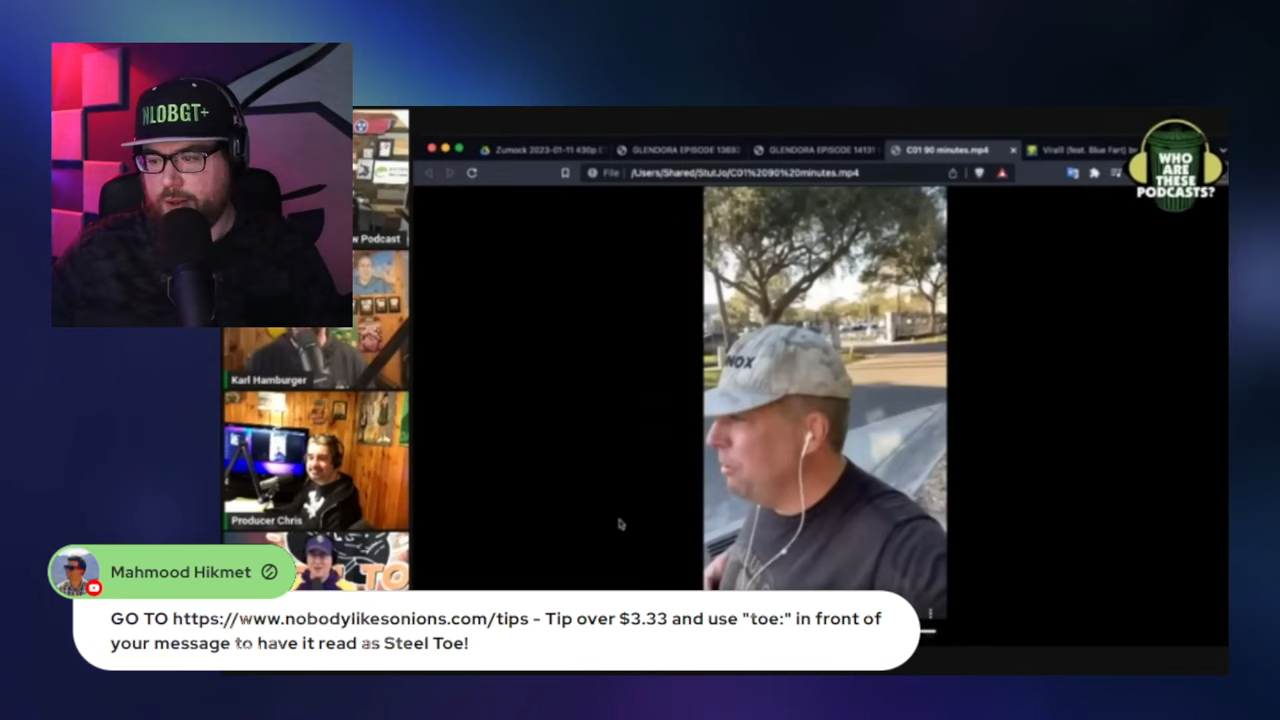 NLOBGT+
Zumock 2023-01-11 430p E
GLENDORA EPISODE 1369
GLENDORA EPISODE 1413
C01 90 minutes.mp4
Viralll (feat. Blue Fart) b
File
/Users/Shared/StutJo/C01%2090%20minutes.mp4
WHO
ARE
THESE
PODCASTS?
w Podcast
NOX
Karl Hamburger
Producer Chris
TO
Mahmood Hikmet
GO TO https://www.nobodylikesonions.com/tips - Tip over $3.33 and use "toe:" in front of
your message to have it read as Steel Toe!